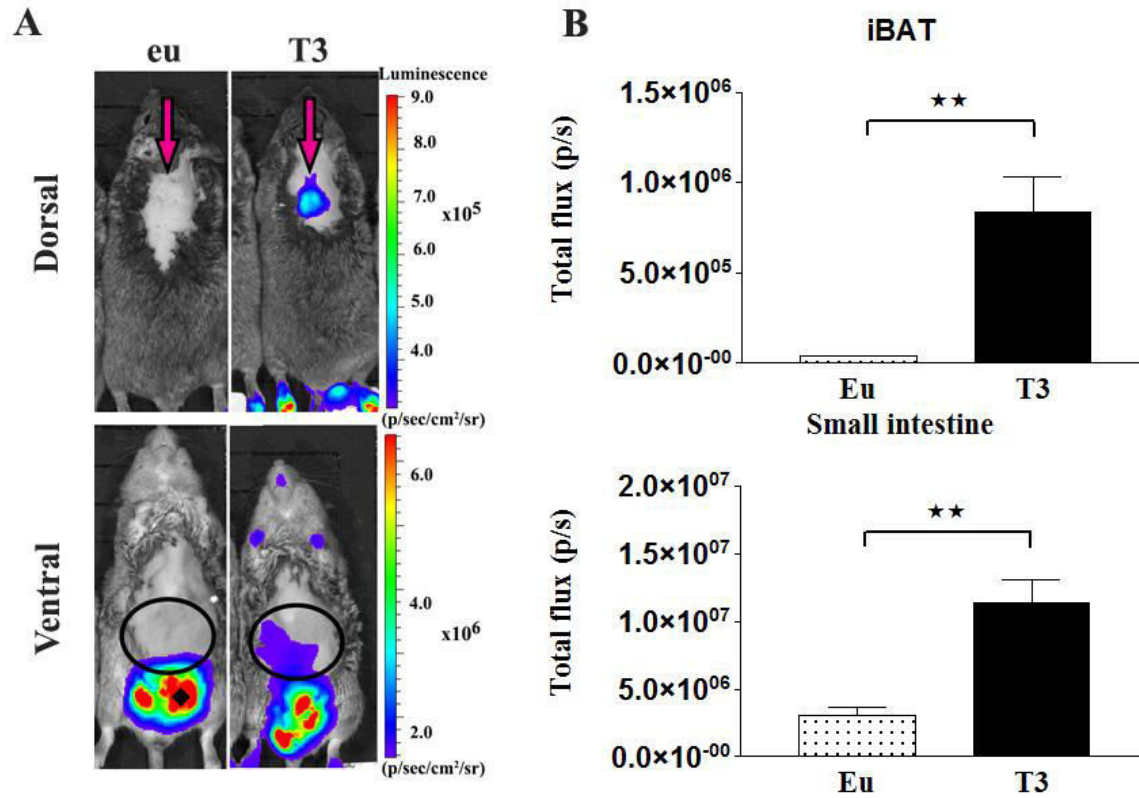 A
eu
T3
Luminescence
9.0
8.0
7.0
x10⁵
6.0
5.0
4.0
(p/sec/cm²/sr)
Dorsal
6.0
4.0
x10⁶
2.0
(p/sec/cm²/sr)
Ventral
B
iBAT
★★
1.5×10⁰⁶
1.0×10⁰⁶
5.0×10⁰⁵
0.0×10⁻⁰⁰
Total flux (p/s)
Eu
T3
Small intestine
★★
2.0×10⁰⁷
1.5×10⁰⁷
1.0×10⁰⁷
5.0×10⁰⁶
0.0×10⁻⁰⁰
Total flux (p/s)
Eu
T3